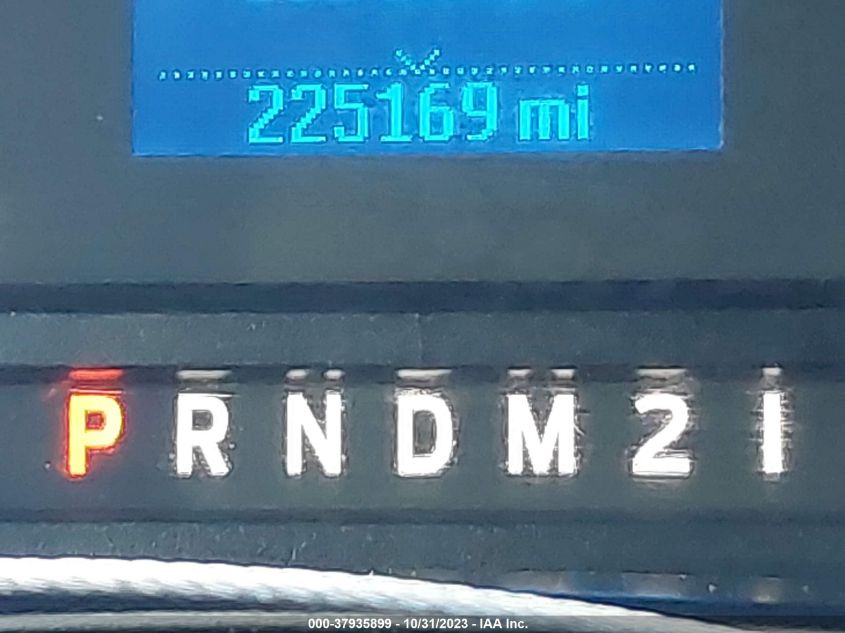 225169 mi
P R N D M 2 1
000-37935899 - 10/31/2023 - IAA Inc.